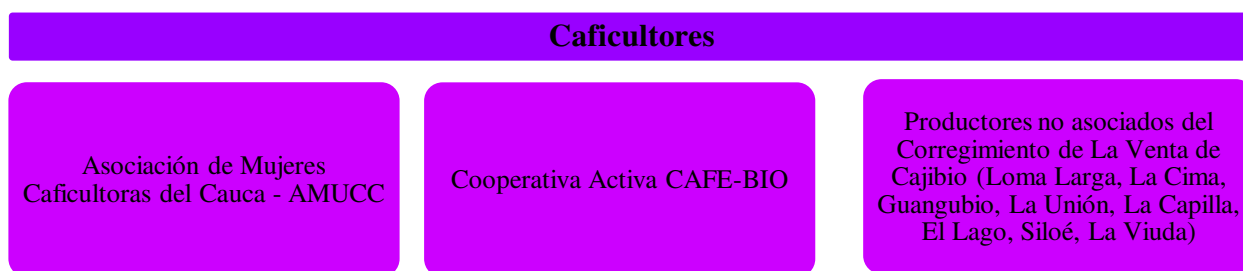 Caficultores
Asociación de Mujeres
Caficultoras del Cauca - AMUCC
Cooperativa Activa CAFE-BIO
Productores no asociados del
Corregimiento de La Venta de
Cajibio (Loma Larga, La Cima,
Guangubio, La Unión, La Capilla,
El Lago, Siloé, La Viuda)